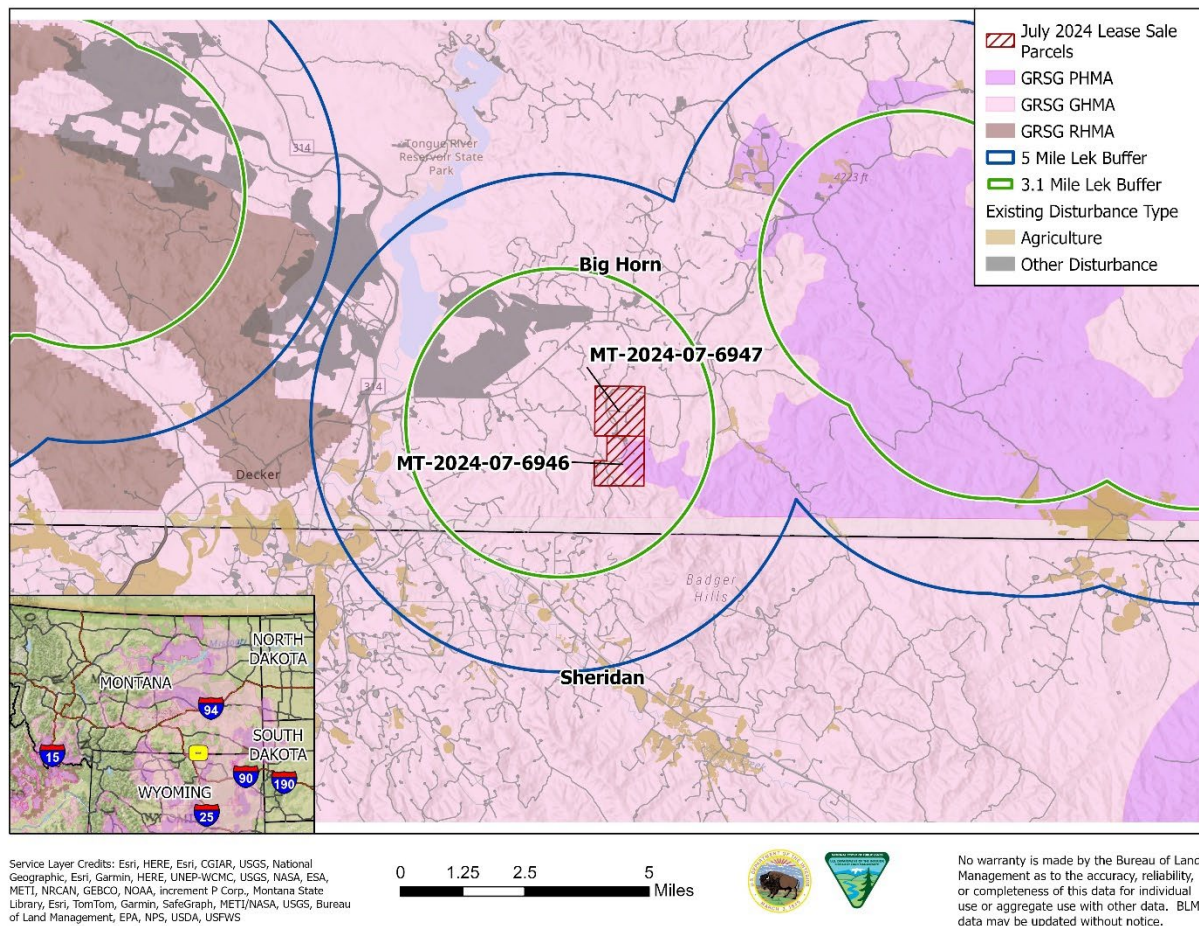 July 2024 Lease Sale
Parcels
GRSG PHMA
GRSG GHMA
GRSG RHMA
5 Mile Lek Buffer
3.1 Mile Lek Buffer
Existing Disturbance Type
Agriculture
Other Disturbance
314
Tongue River
Reservoir State
Park
4223 ft
Big Horn
MT-2024-07-6947
314
MT-2024-07-6946
Decker
Badger
Hills
Sheridan
NORTH
DAKOTA
MONTANA
94
SOUTH
DAKOTA
15
90
190
WYOMING
25
Service Layer Credits: Esri, HERE, Esri, CGIAR, USGS, National
Geographic, Esri, Garmin, HERE, UNEP-WCMC, USGS, NASA, ESA,
METI, NRCAN, GEBCO, NOAA, increment P Corp., Montana State
Library, Esri, TomTom, Garmin, SafeGraph, METI/NASA, USGS, Bureau
of Land Management, EPA, NPS, USDA, USFWS
0 1.25 2.5 5
Miles
No warranty is made by the Bureau of Land
Management as to the accuracy, reliability,
or completeness of this data for individual
use or aggregate use with other data. BLM
data may be updated without notice.